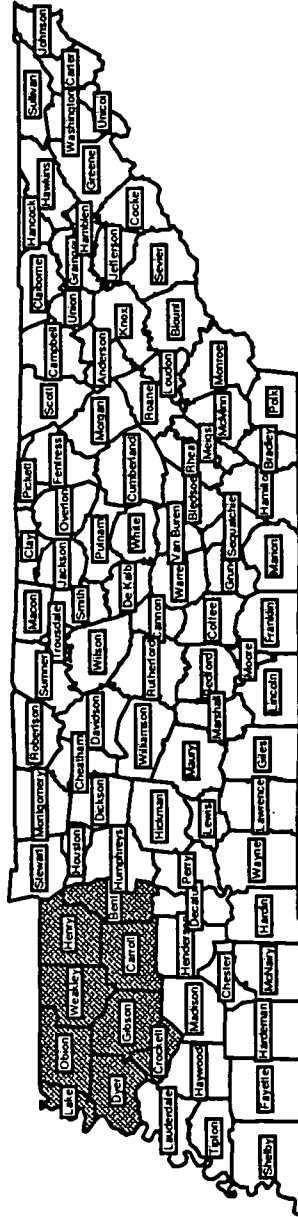 Lake
Obion
Weakley
Henry
Stewart
Montgomery
Robertson
Sumner
Macon
Clay
Pickett
Scott
Campbell
Claiborne
Hancock
Hawkins
Sullivan
Johnson
Carter
Washington
Unicoi
Greene
Hamblen
Grainger
Union
Fentress
Overton
Jackson
Trousdale
Smith
Houston
Cheatham
Dickson
Davidson
Wilson
Putnam
Morgan
Anderson
Knox
Jefferson
Cocke
Sevier
Blount
Dyer
Gibson
Carroll
Bent
Humphreys
Crockett
Williamson
Rutherford
De Kalb
Cannon
White
Cumberland
Roane
Loudon
Monroe
Lauderdale
Haywood
Madison
Henderson
Decatur
Perry
Hickman
Lewis
Maury
Marshall
Bedford
Coffee
Warre
Van Buren
Bledsoe
Rhea
Meigs
McMinn
Tipton
Chester
Moore
Grun
Sequatchie
Shelby
Fayette
Hardeman
McNairy
Hardin
Wayne
Lawrence
Giles
Lincoln
Franklin
Marion
Hamilto
Bradley
Polk